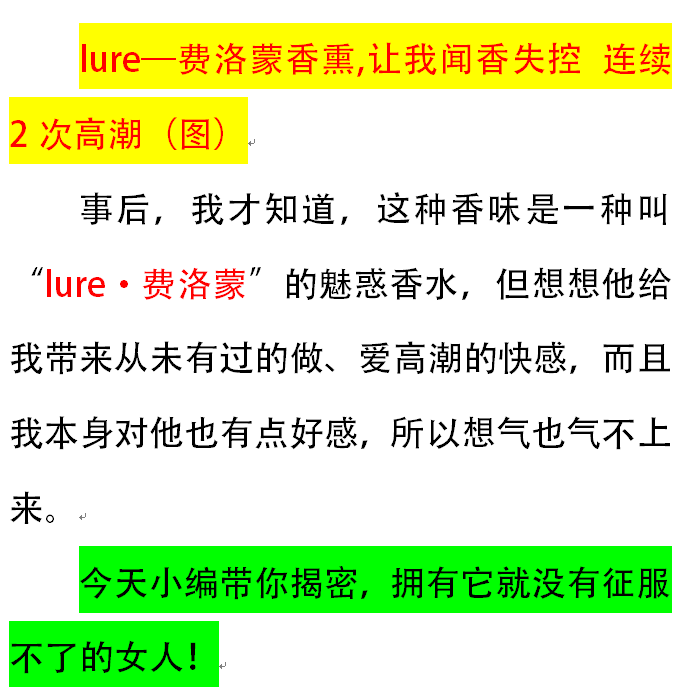 lure—费洛蒙香熏,让我闻香失控 连续
2 次高潮（图）
事后，我才知道，这种香味是一种叫
“lure·费洛蒙”的魅惑香水，但想想他给
我带来从未有过的做、爱高潮的快感，而且
我本身对他也有点好感，所以想气也气不上
来。
今天小编带你揭密，拥有它就没有征服
不了的女人！